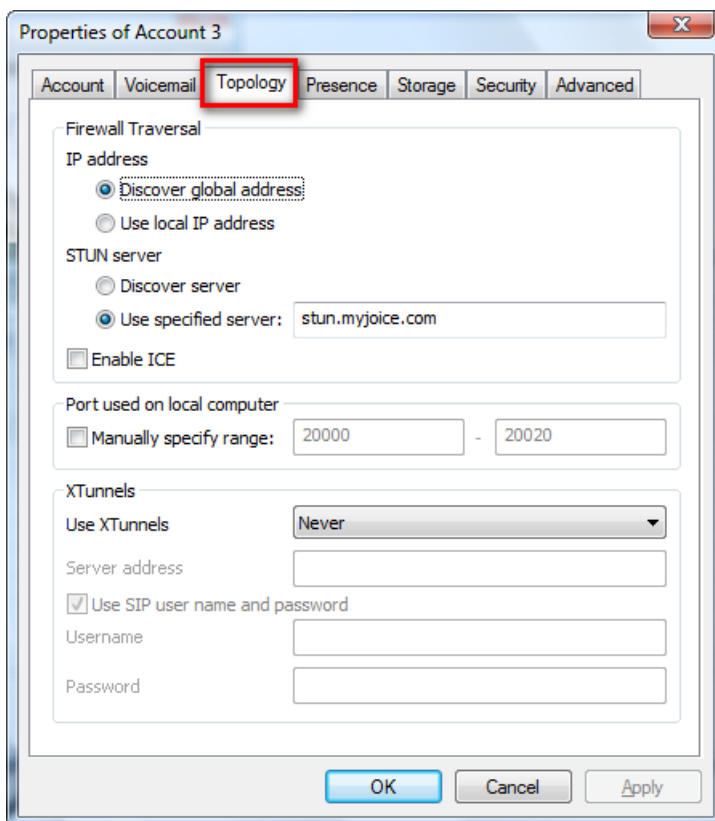 Properties of Account 3
Account Voicemail Topology Presence Storage Security Advanced
Firewall Traversal
IP address
Discover global address
Use local IP address
STUN server
Discover server
Use specified server: stun.myjoice.com
Enable ICE
Port used on local computer
Manually specify range: 20000 - 20020
XTunnels
Use XTunnels Never
Server address
Use SIP user name and password
Username
Password
OK Cancel Apply